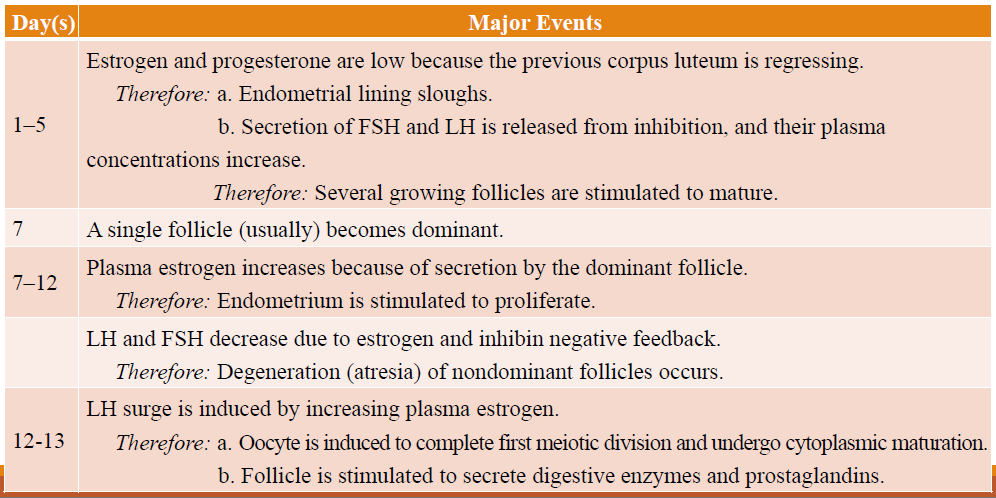 Day(s) Major Events
Estrogen and progesterone are low because the previous corpus luteum is regressing.
Therefore: a. Endometrial lining sloughs.
1–5
b. Secretion of FSH and LH is released from inhibition, and their plasma
concentrations increase.
Therefore: Several growing follicles are stimulated to mature.
7 A single follicle (usually) becomes dominant.
7–12
Plasma estrogen increases because of secretion by the dominant follicle.
Therefore: Endometrium is stimulated to proliferate.
LH and FSH decrease due to estrogen and inhibin negative feedback.
Therefore: Degeneration (atresia) of nondominant follicles occurs.
12-13
LH surge is induced by increasing plasma estrogen.
Therefore: a. Oocyte is induced to complete first meiotic division and undergo cytoplasmic maturation.
b. Follicle is stimulated to secrete digestive enzymes and prostaglandins.